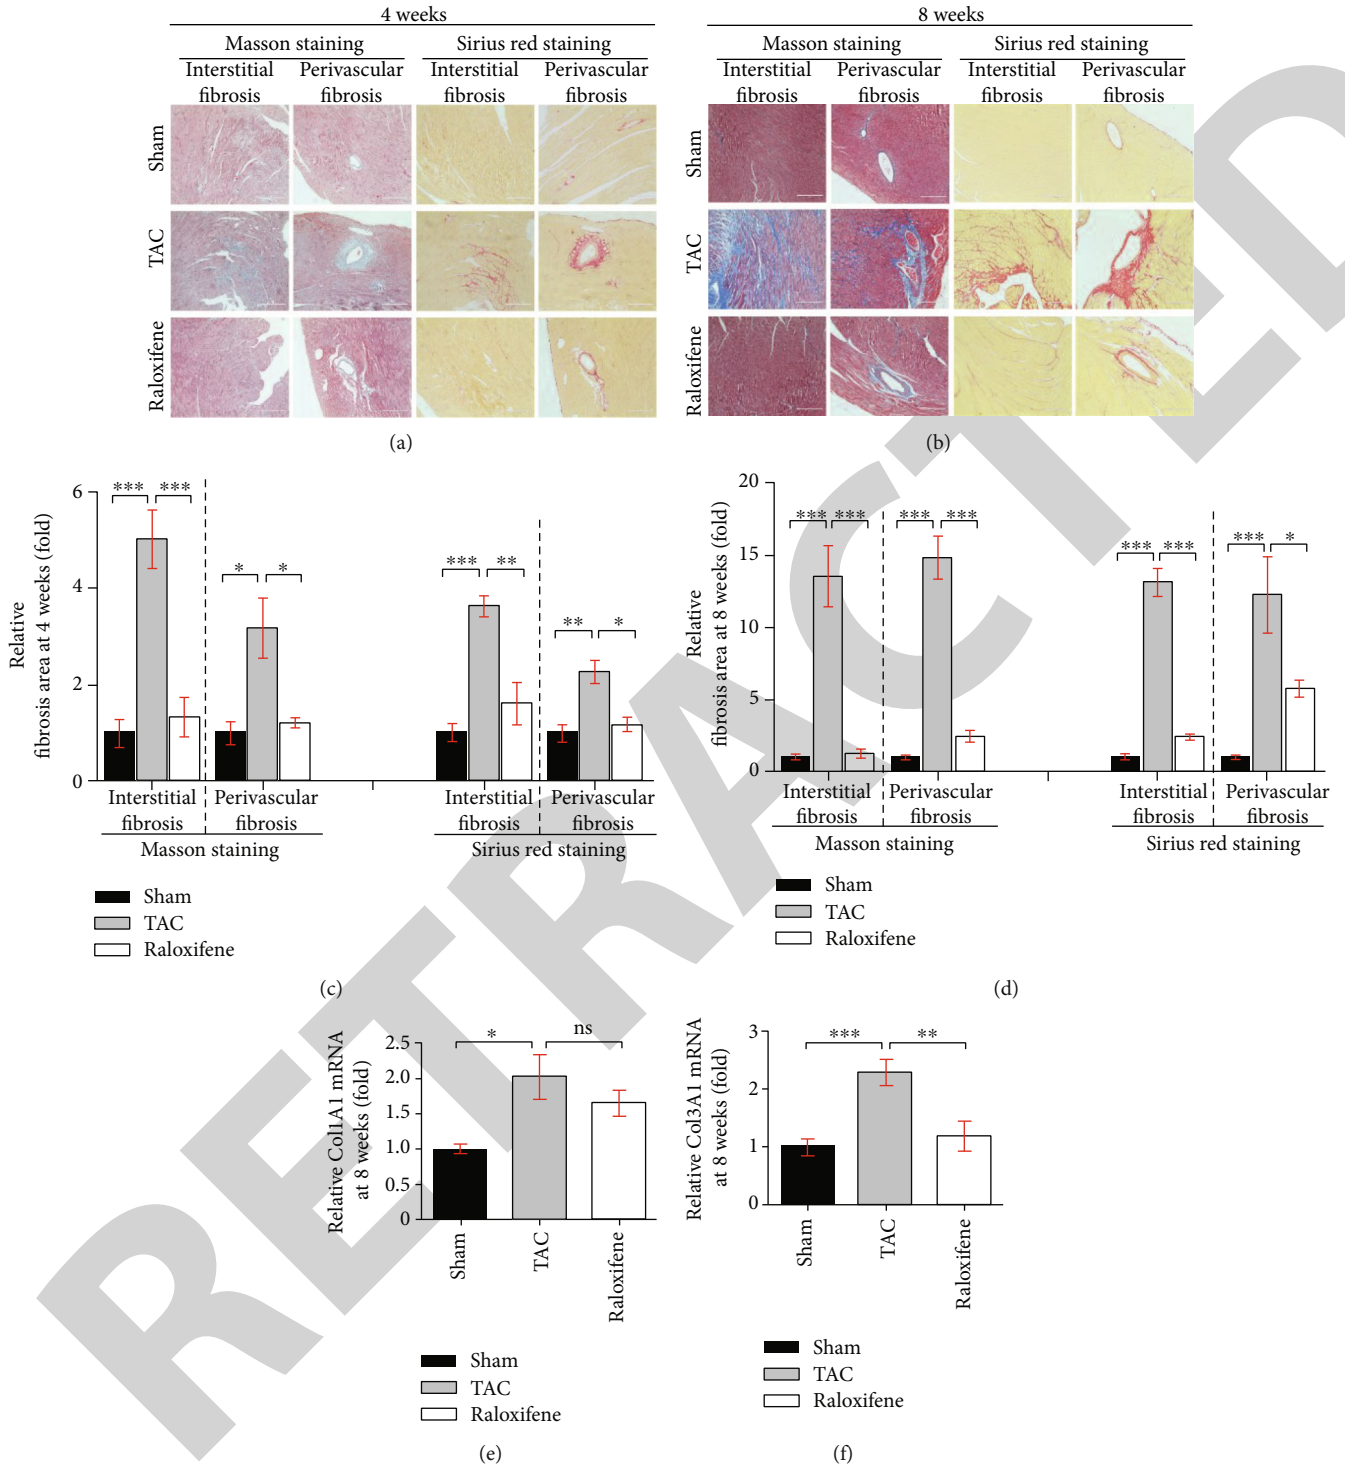 4 weeks
Masson staining
Sirius red staining
Interstitial fibrosis
Perivascular fibrosis
Interstitial fibrosis
Perivascular fibrosis
Sham
TAC
Raloxifene
(a)
8 weeks
Masson staining
Sirius red staining
Interstitial fibrosis
Perivascular fibrosis
Interstitial fibrosis
Perivascular fibrosis
Sham
TAC
Raloxifene
(b)
Relative
fibrosis area at 4 weeks (fold)
6
4
2
0
*** ***
* *
*** **
** *
Interstitial fibrosis
Perivascular fibrosis
Interstitial fibrosis
Perivascular fibrosis
Masson staining
Sirius red staining
Sham
TAC
Raloxifene
(c)
Relative
fibrosis area at 8 weeks (fold)
20
15
10
5
0
*** ***
*** ***
*** ***
*** *
Interstitial fibrosis
Perivascular fibrosis
Interstitial fibrosis
Perivascular fibrosis
Masson staining
Sirius red staining
Sham
TAC
Raloxifene
(d)
Relative Col1A1 mRNA
at 8 weeks (fold)
2.5
2.0
1.5
1.0
0.5
0
* ns
Sham
TAC
Raloxifene
Sham
TAC
Raloxifene
(e)
Relative Col3A1 mRNA
at 8 weeks (fold)
3
2
1
0
*** **
Sham
TAC
Raloxifene
Sham
TAC
Raloxifene
(f)
RETRACTED